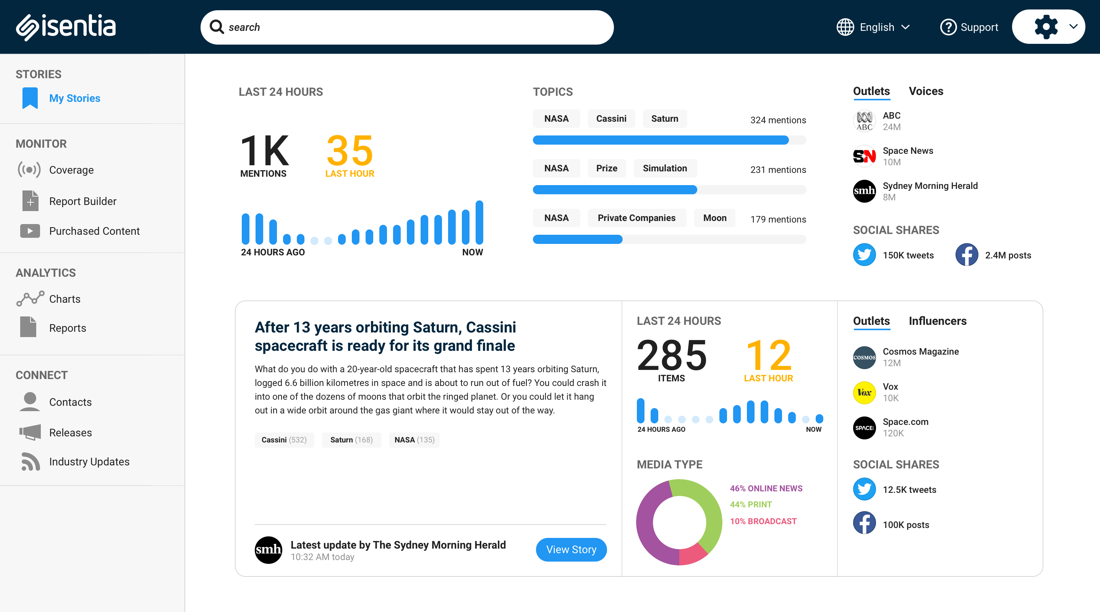 isentia
search
English
Support
STORIES
My Stories
MONITOR
Coverage
Report Builder
Purchased Content
ANALYTICS
Charts
Reports
CONNECT
Contacts
Releases
Industry Updates
LAST 24 HOURS
1K
MENTIONS
35
LAST HOUR
24 HOURS AGO
NOW
TOPICS
NASA Cassini Saturn 324 mentions
NASA Prize Simulation 231 mentions
NASA Private Companies Moon 179 mentions
Outlets Voices
ABC
ABC
24M
SN
Space News
10M
smh
Sydney Morning Herald
8M
SOCIAL SHARES
150K tweets
2.4M posts
After 13 years orbiting Saturn, Cassini
spacecraft is ready for its grand finale
What do you do with a 20-year-old spacecraft that has spent 13 years orbiting Saturn,
logged 6.6 billion kilometres in space and is about to run out of fuel? You could crash it
into one of the dozens of moons that orbit the ringed planet. Or you could let it hang
out in a wide orbit around the gas giant where it would stay out of the way.
Cassini (532) Saturn (168) NASA (135)
smh
Latest update by The Sydney Morning Herald
10:32 AM today
View Story
LAST 24 HOURS
285
ITEMS
12
LAST HOUR
24 HOURS AGO
NOW
MEDIA TYPE
46% ONLINE NEWS
44% PRINT
10% BROADCAST
Outlets Influencers
COSMOS
Cosmos Magazine
12M
Vox
Vox
10K
SPACE
Space.com
120K
SOCIAL SHARES
12.5K tweets
100K posts